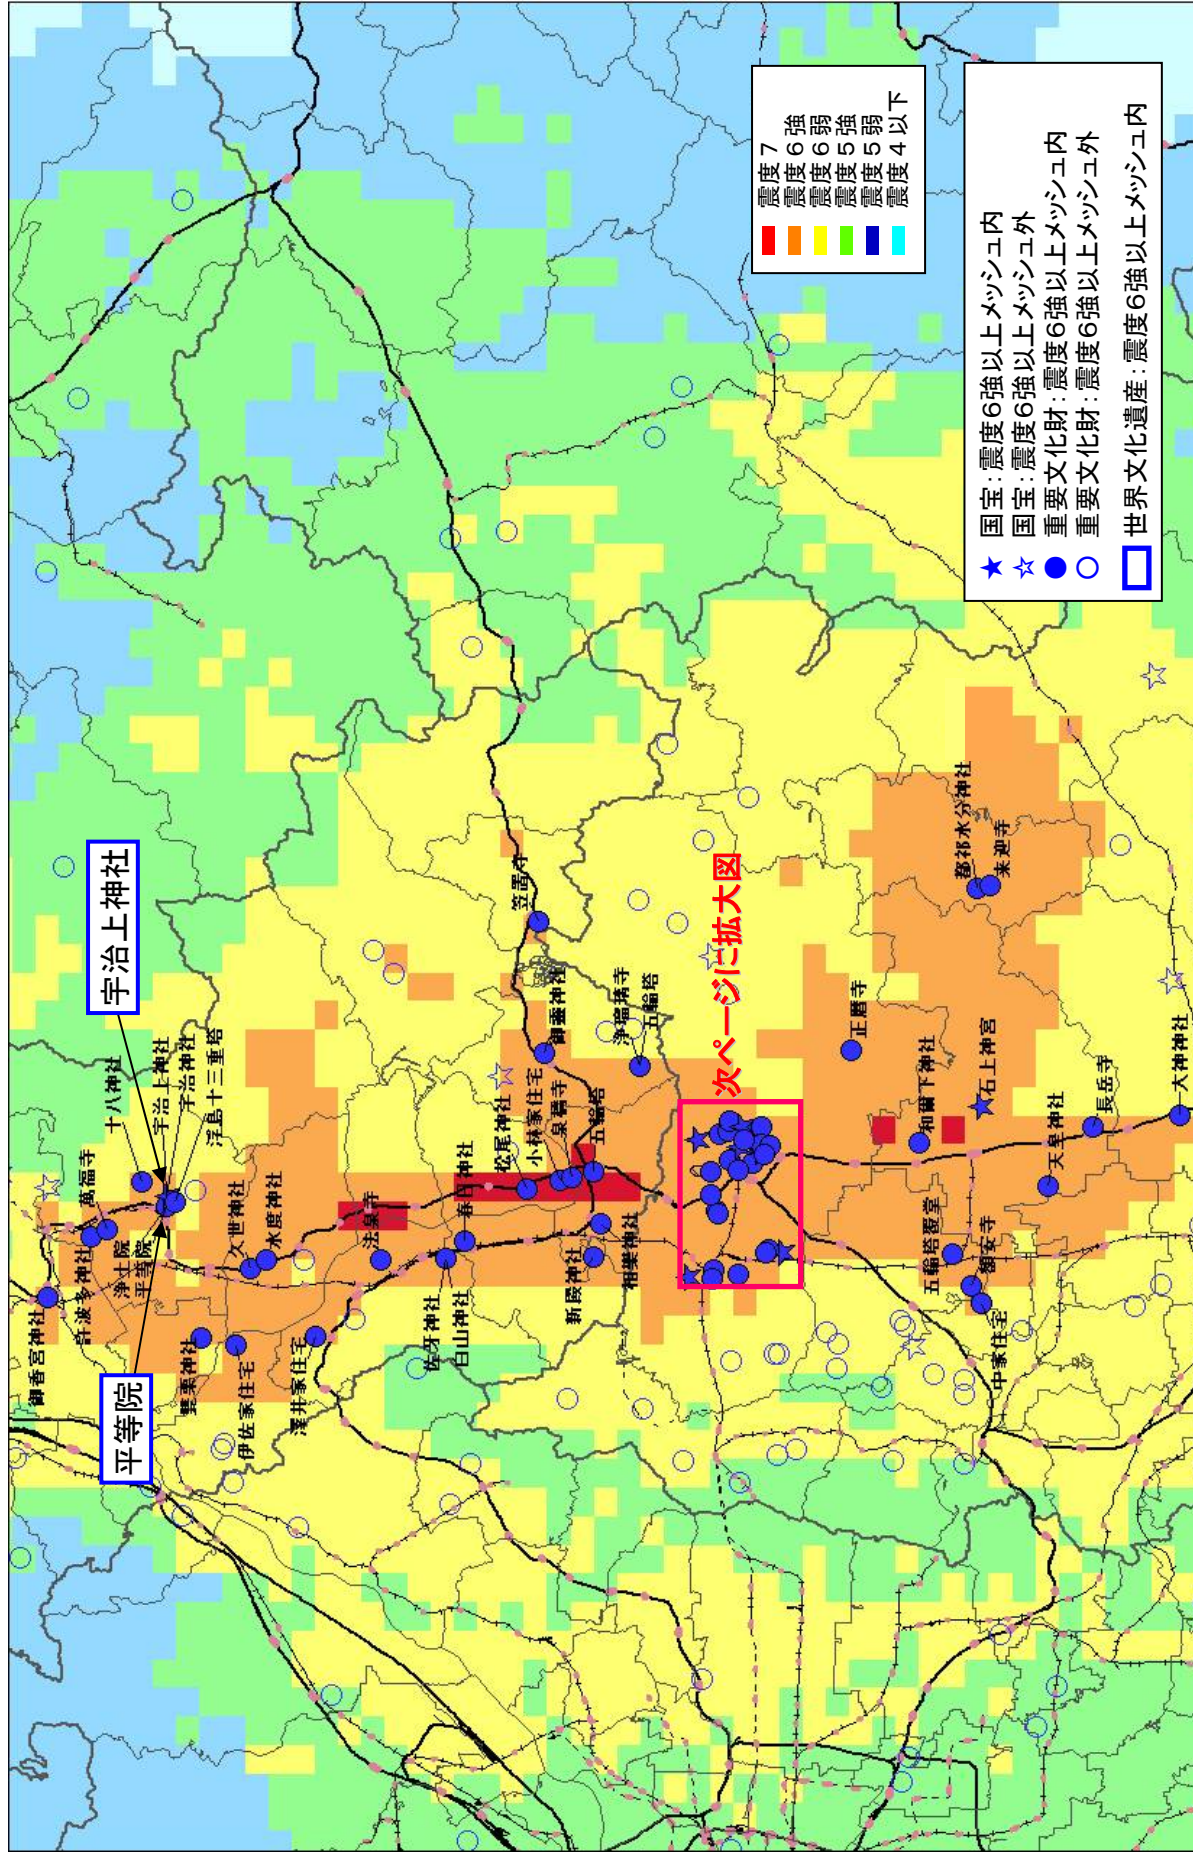 宇治上神社
平等院
御香宮神社
許波多神社
萬福寺
十八神社
宇治上神社
宇治神社
浮島十三重塔
浄土院
平等院
久世神社
水度神社
雙栗神社
伊佐家住宅
澤井家住宅
法泉寺
佐牙神社
白山神社
春日神社
松尾神社
小林家住宅
泉橋寺
五輪塔
御霊神社
笠置寺
浄瑠璃寺
五輪塔
新殿神社
相樂神社
次ページに拡大図
正暦寺
和爾下神社
石上神宮
都祁水分神社
来迎寺
五輪塔覆堂
額安寺
中家住宅
天皇神社
長岳寺
大神神社
震度7
震度6強
震度6弱
震度5強
震度5弱
震度4以下
国宝:震度6強以上メッシュ内
国宝:震度6強以上メッシュ外
重要文化財:震度6強以上メッシュ内
重要文化財:震度6強以上メッシュ外
世界文化遺産:震度6強以上メッシュ内